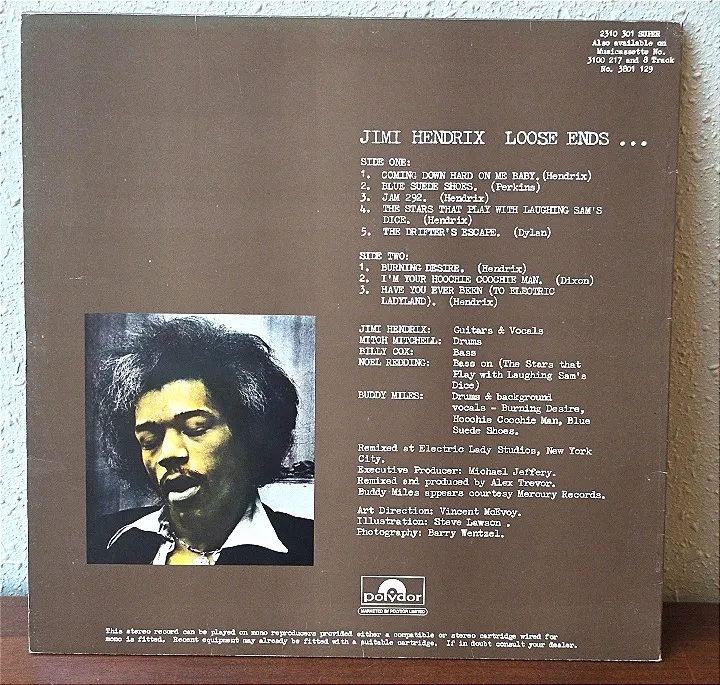 2310 301 SUPER
Also available on
Musicassette No.
3100 217 and 8 Track
No. 3801 129
JIMI HENDRIX LOOSE ENDS ...
SIDE ONE:
1. COMING DOWN HARD ON ME BABY. (Hendrix)
2. BLUE SUEDE SHOES. (Perkins)
3. JAM 292. (Hendrix)
4. THE STARS THAT PLAY WITH LAUGHING SAM'S
DICE. (Hendrix)
5. THE DRIFTER'S ESCAPE. (Dylan)
SIDE TWO:
1. BURNING DESIRE. (Hendrix)
2. I'M YOUR HOOCHIE COOCHIE MAN. (Dixon)
3. HAVE YOU EVER BEEN (TO ELECTRIC
LADYLAND). (Hendrix)
JIMI HENDRIX: Guitars & Vocals
MITCH MITCHELL: Drums
BILLY COX: Bass
NOEL REDDING: Bass on (The Stars that
Play with Laughing Sam's
Dice)
BUDDY MILES: Drums & background
vocals - Burning Desire,
Hoochie Coochie Man, Blue
Suede Shoes.
Remixed at Electric Lady Studios, New York
City.
Executive Producer: Michael Jeffery.
Remixed and produced by Alex Trevor.
Buddy Miles appears courtesy Mercury Records.
Art Direction: Vincent McEvoy.
Illustration: Steve Lawson .
Photography: Barry Wentzel.
polydor
MARKETED BY POLYDOR LIMITED
This stereo record can be played on mono reproducers provided either a compatible or stereo cartridge wired for
mono is fitted. Recent equipment may already be fitted with a suitable cartridge. If in doubt consult your dealer.